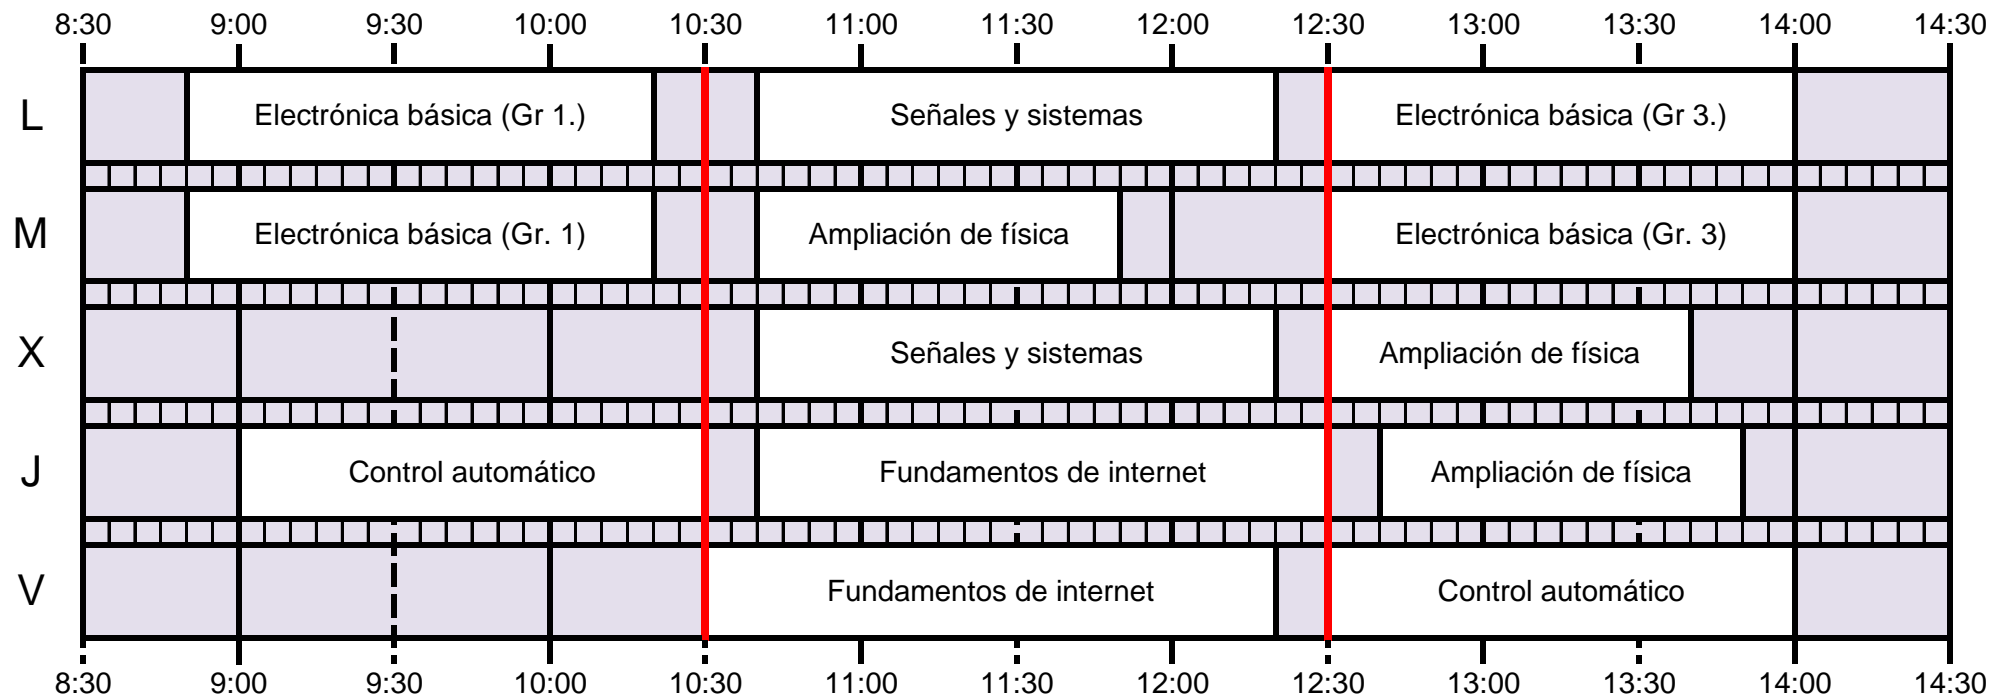 8:30 9:00 9:30 10:00 10:30 11:00 11:30 12:00 12:30 13:00 13:30 14:00 14:30
L Electrónica básica (Gr 1.) Señales y sistemas Electrónica básica (Gr 3.)
M Electrónica básica (Gr. 1) Ampliación de física Electrónica básica (Gr. 3)
X Señales y sistemas Ampliación de física
J Control automático Fundamentos de internet Ampliación de física
V Fundamentos de internet Control automático
8:30 9:00 9:30 10:00 10:30 11:00 11:30 12:00 12:30 13:00 13:30 14:00 14:30